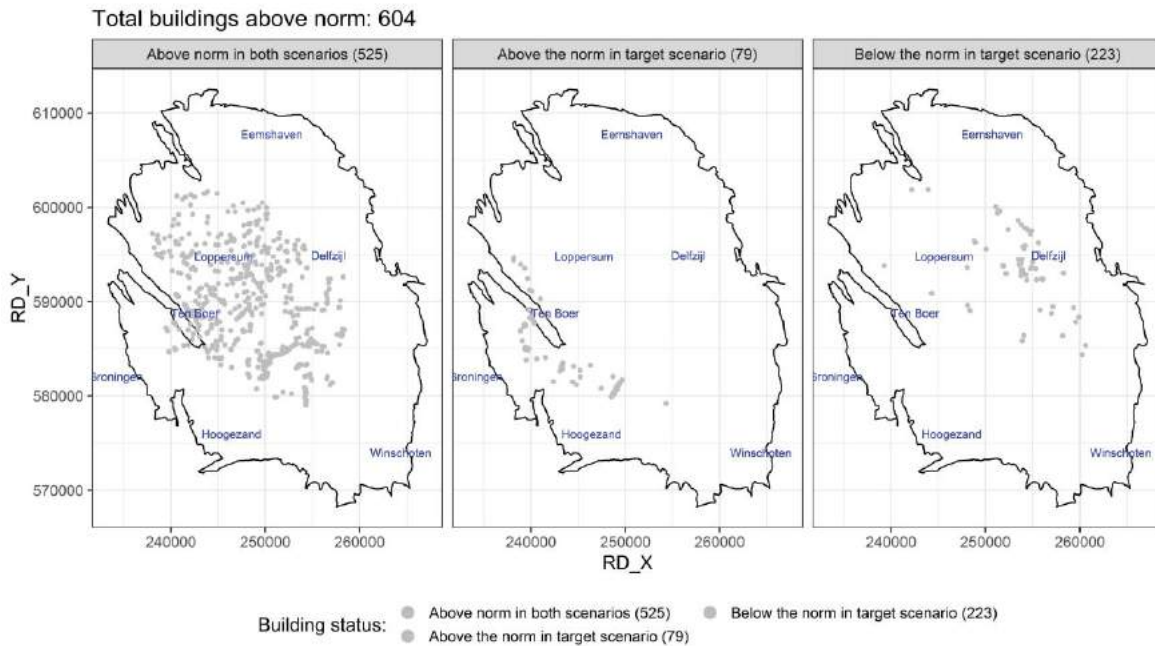 Total buildings above norm: 604
Above norm in both scenarios (525)
Above the norm in target scenario (79)
Below the norm in target scenario (223)
RD_Y
610000
600000
590000
580000
570000
Eemshaven
Loppersum
Delfzijl
Ten Boer
Groningen
Hoogezand
Winschoten
Eemshaven
Loppersum
Delfzijl
Ten Boer
Groningen
Hoogezand
Winschoten
Eemshaven
Loppersum
Delfzijl
Ten Boer
Groningen
Hoogezand
Winschoten
240000 250000 260000
240000 250000 260000
240000 250000 260000
RD_X
Building status:
Above norm in both scenarios (525)
Below the norm in target scenario (223)
Above the norm in target scenario (79)